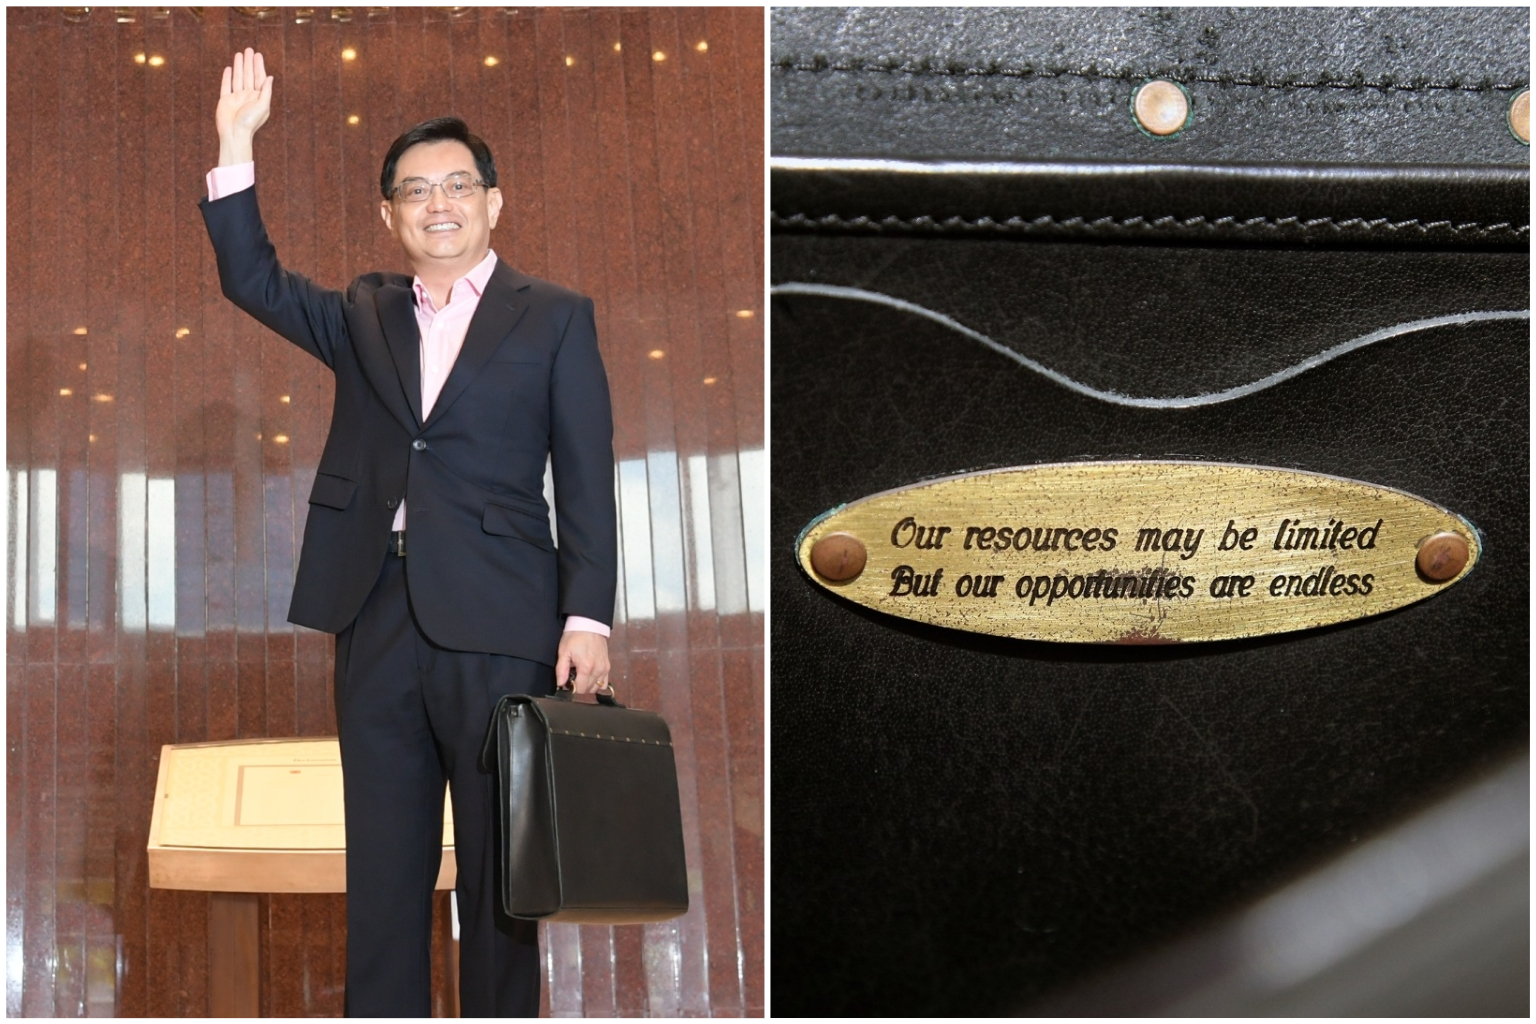 Our resources may be limited
But our opportunities are endless